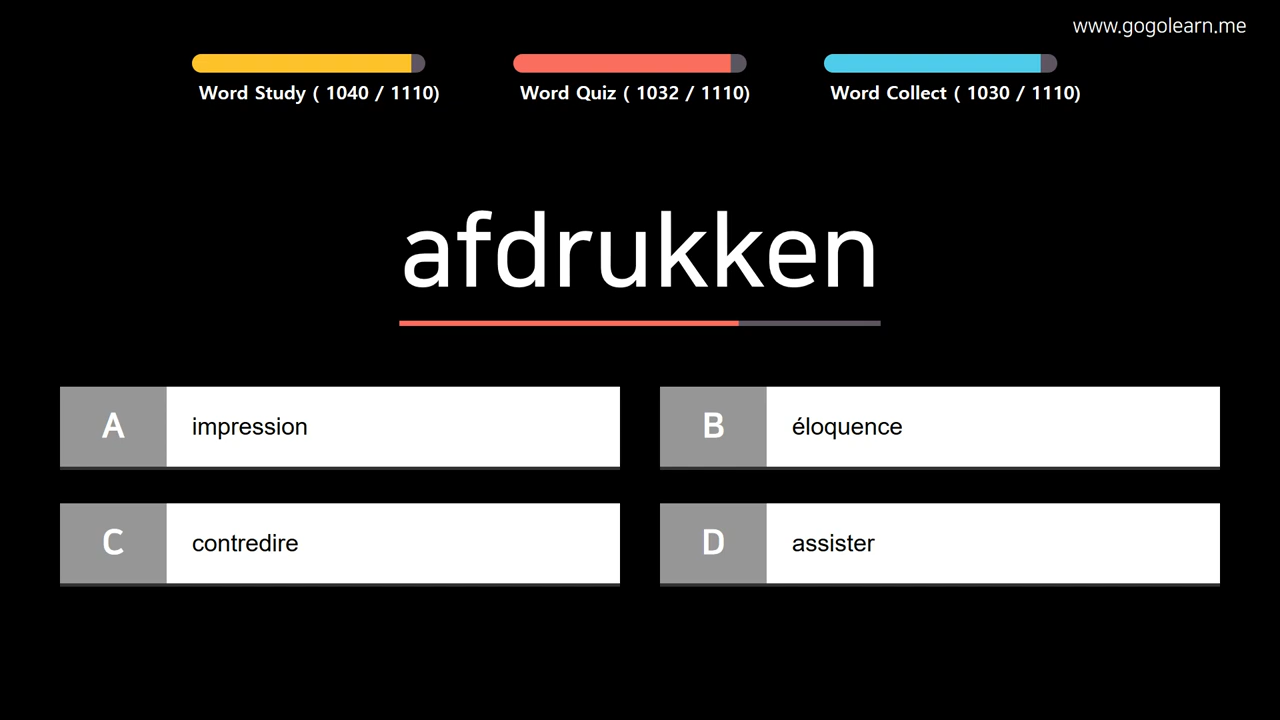 www.gogolearn.me
Word Study ( 1040 / 1110)
Word Quiz ( 1032 / 1110)
Word Collect ( 1030 / 1110)
afdrukken
A impression
B éloquence
C contredire
D assister